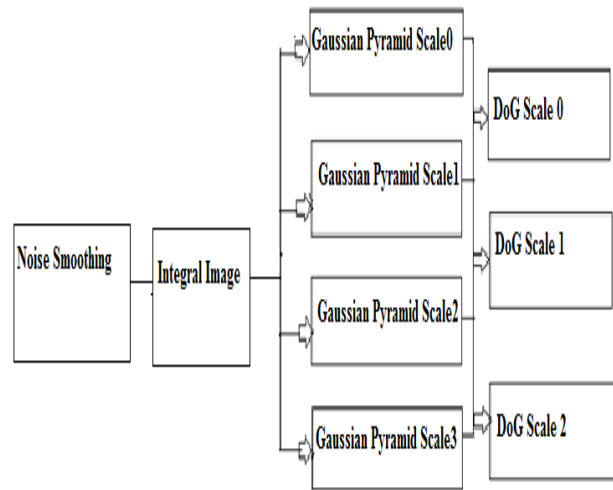 Noise Smoothing
Integral Image
Gaussian Pyramid Scale0
Gaussian Pyramid Scale1
Gaussian Pyramid Scale2
Gaussian Pyramid Scale3
DoG Scale 0
DoG Scale 1
DoG Scale 2